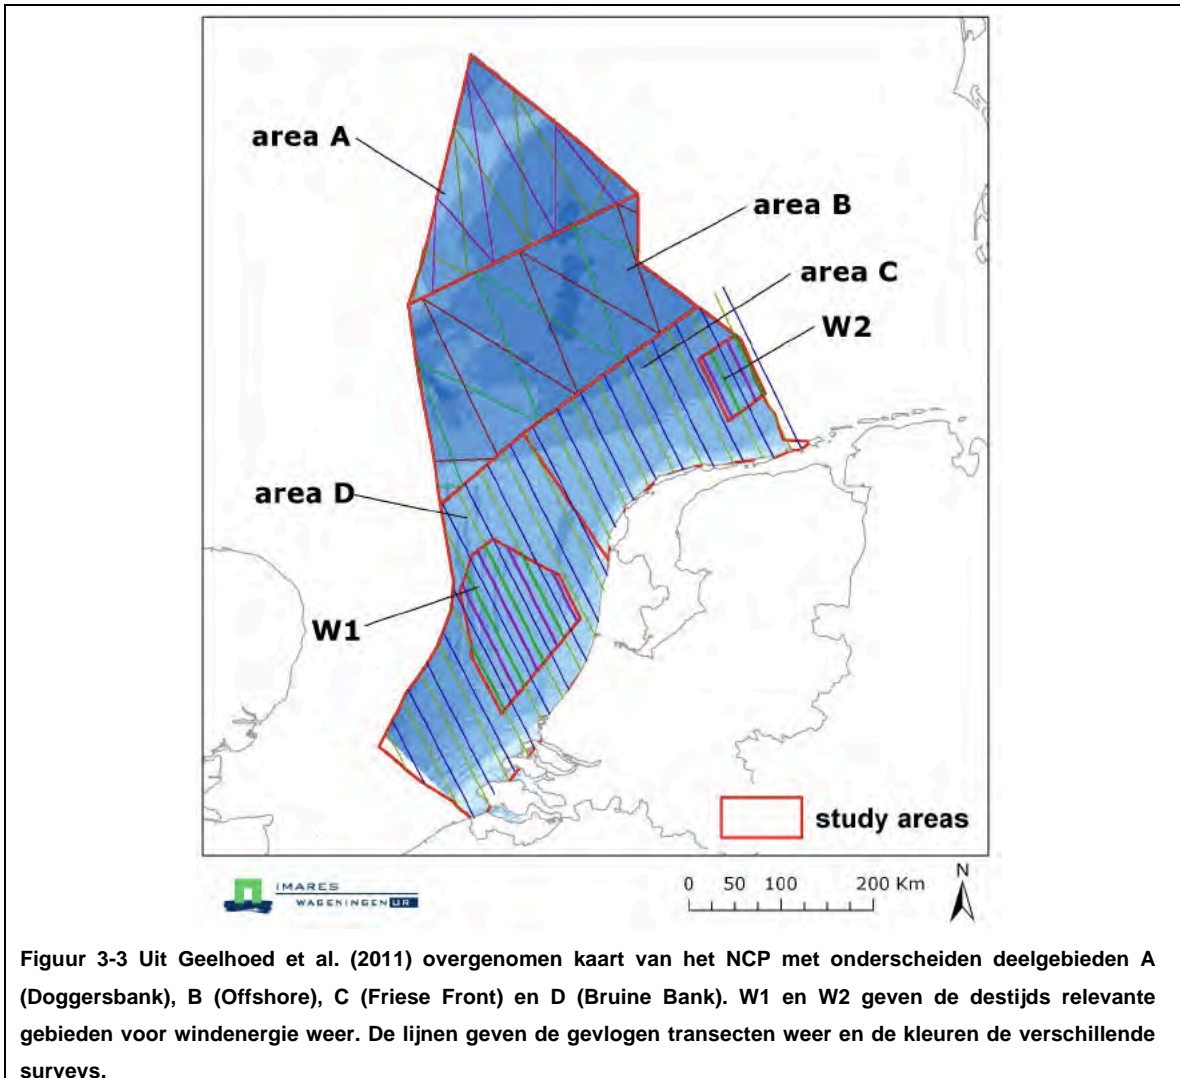 area A
area B
area C
W2
area D
W1
study areas
IMARES
WAGENINGEN UR
0 50 100 200 Km
N
Figuur 3-3 Uit Geelhoed et al. (2011) overgenomen kaart van het NCP met onderscheiden deelgebieden A
(Doggersbank), B (Offshore), C (Friese Front) en D (Bruine Bank). W1 en W2 geven de destijds relevante
gebieden voor windenergie weer. De lijnen geven de gevlogen transecten weer en de kleuren de verschillende
surveys.